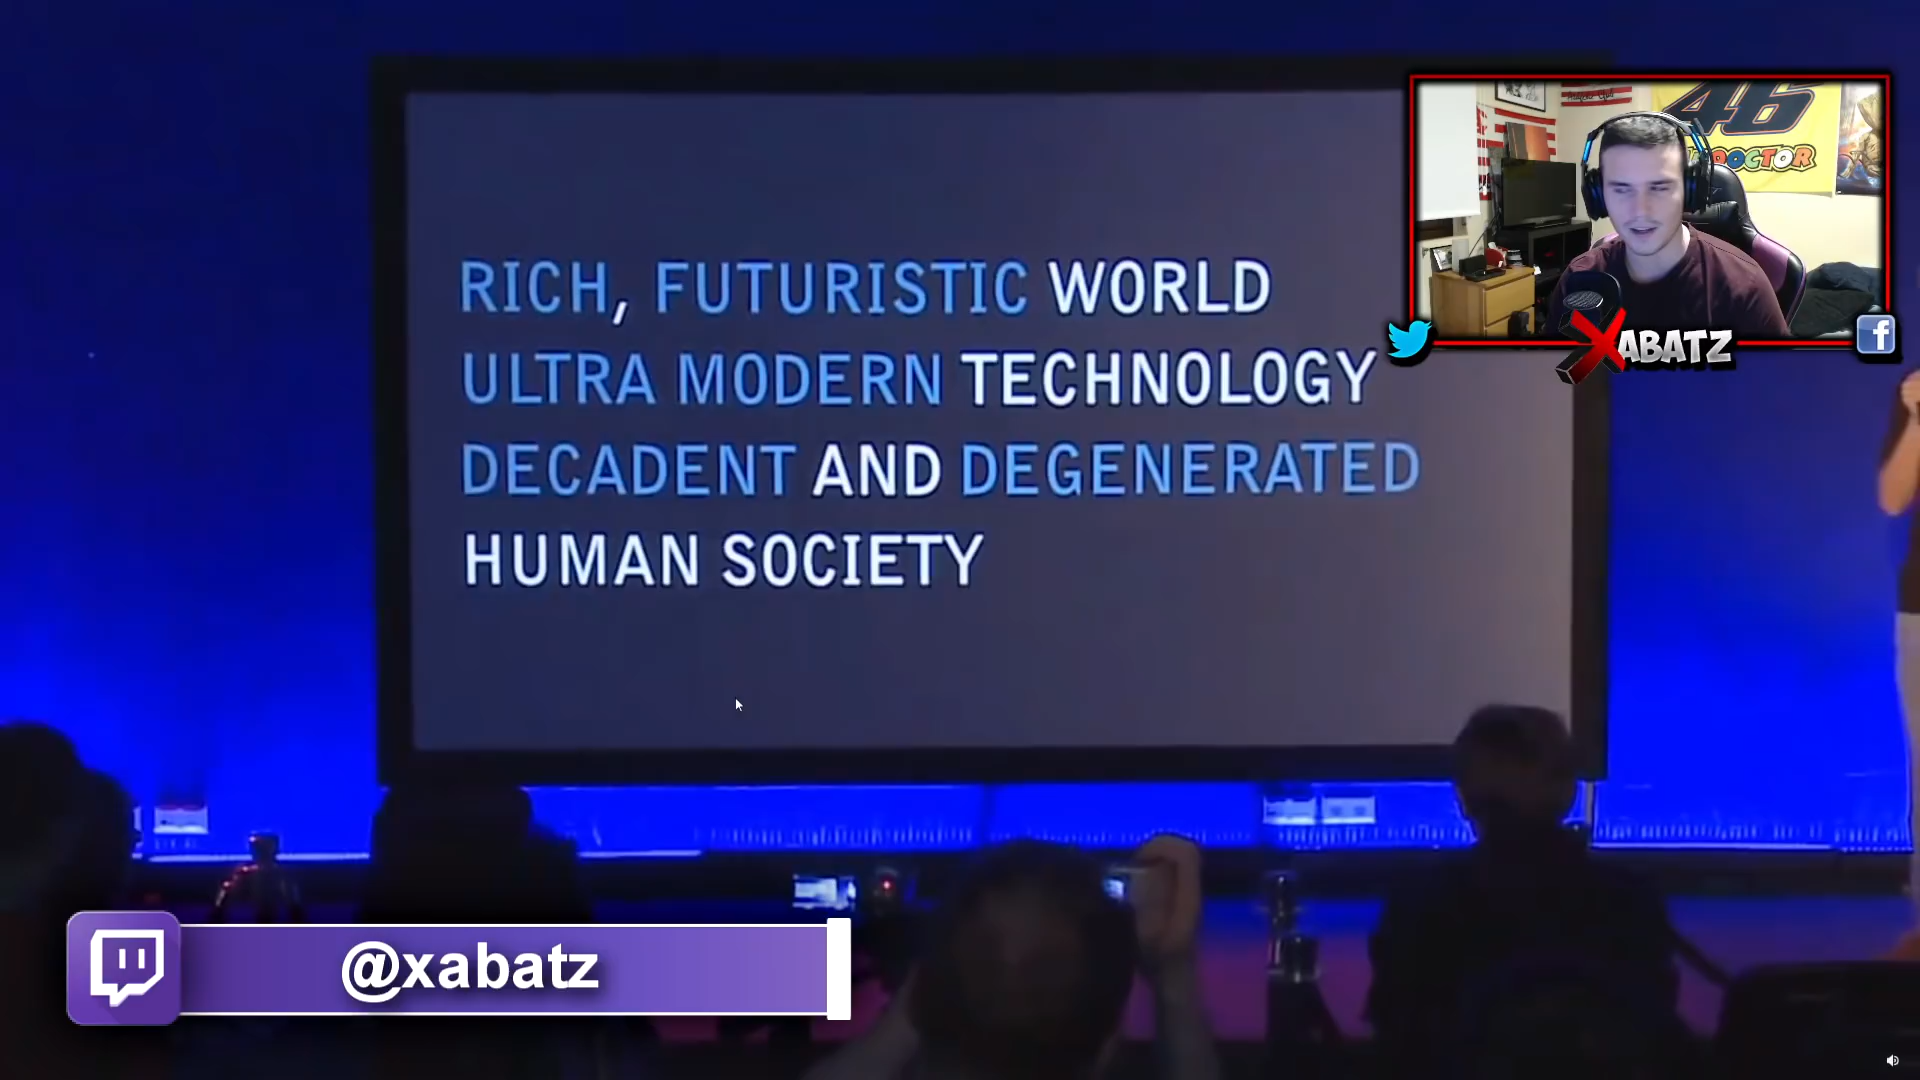 RICH, FUTURISTIC WORLD
ULTRA MODERN TECHNOLOGY
DECADENT AND DEGENERATED
HUMAN SOCIETY
46
DOCTOR
XABATZ
f
@xabatz